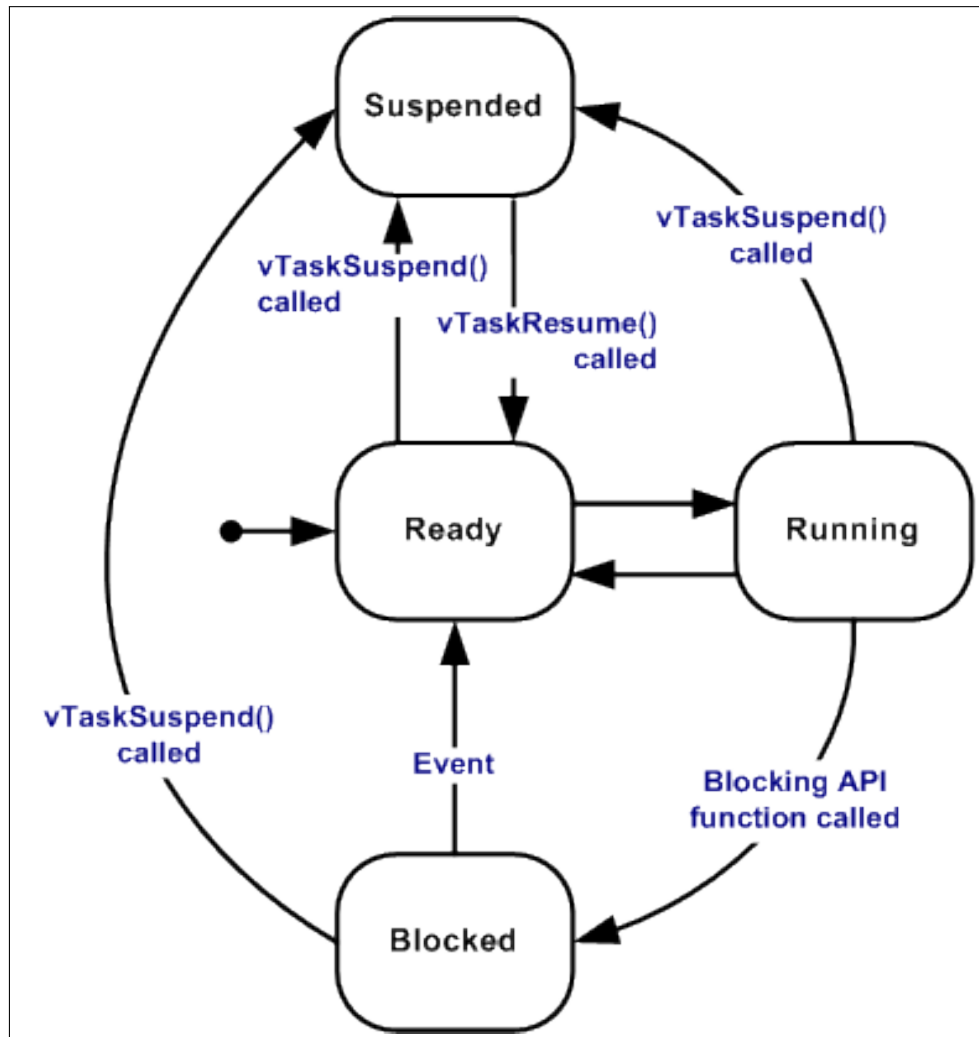 Suspended
vTaskSuspend()
called
vTaskSuspend()
called
vTaskResume()
called
Ready
Running
vTaskSuspend()
called
Event
Blocking API
function called
Blocked